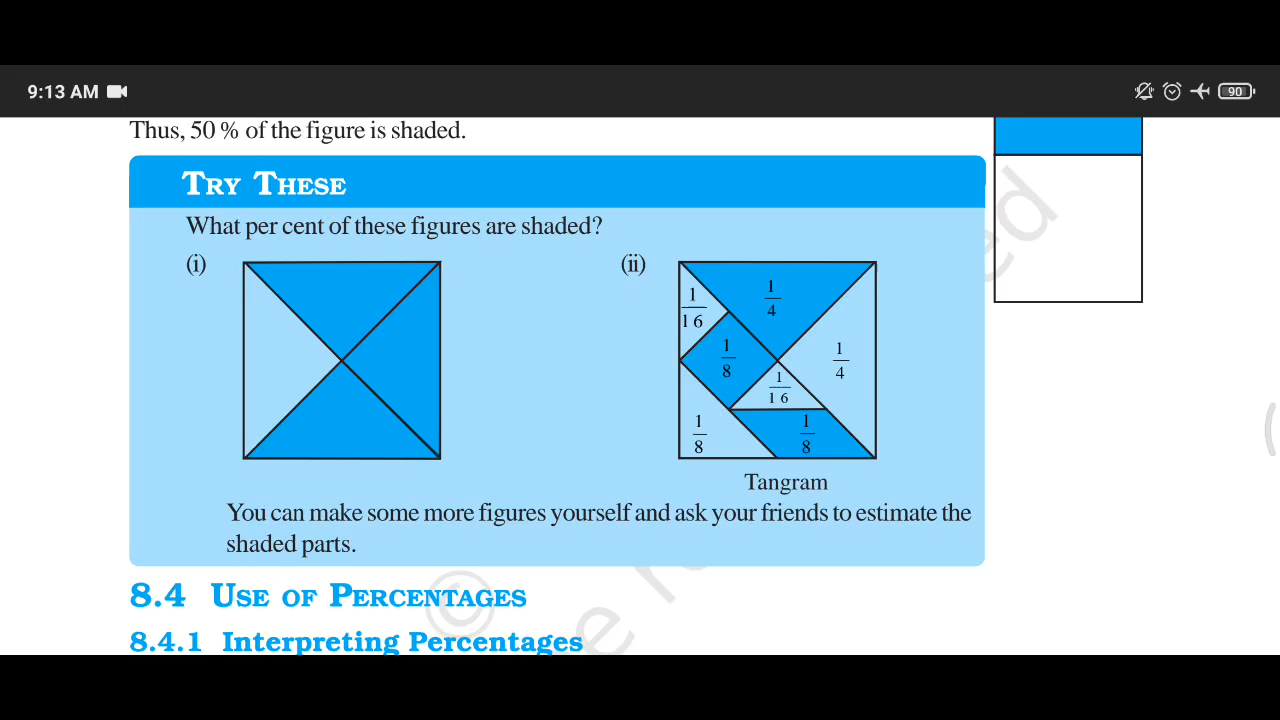 9:13 AM
90
Thus, 50 % of the figure is shaded.
TRY THESE
What per cent of these figures are shaded?
(i)
(ii)
1
16
1
4
1
8
1
4
1
16
1
8
1
8
Tangram
You can make some more figures yourself and ask your friends to estimate the
shaded parts.
8.4 USE OF PERCENTAGES
8.4.1 Interpreting Percentages